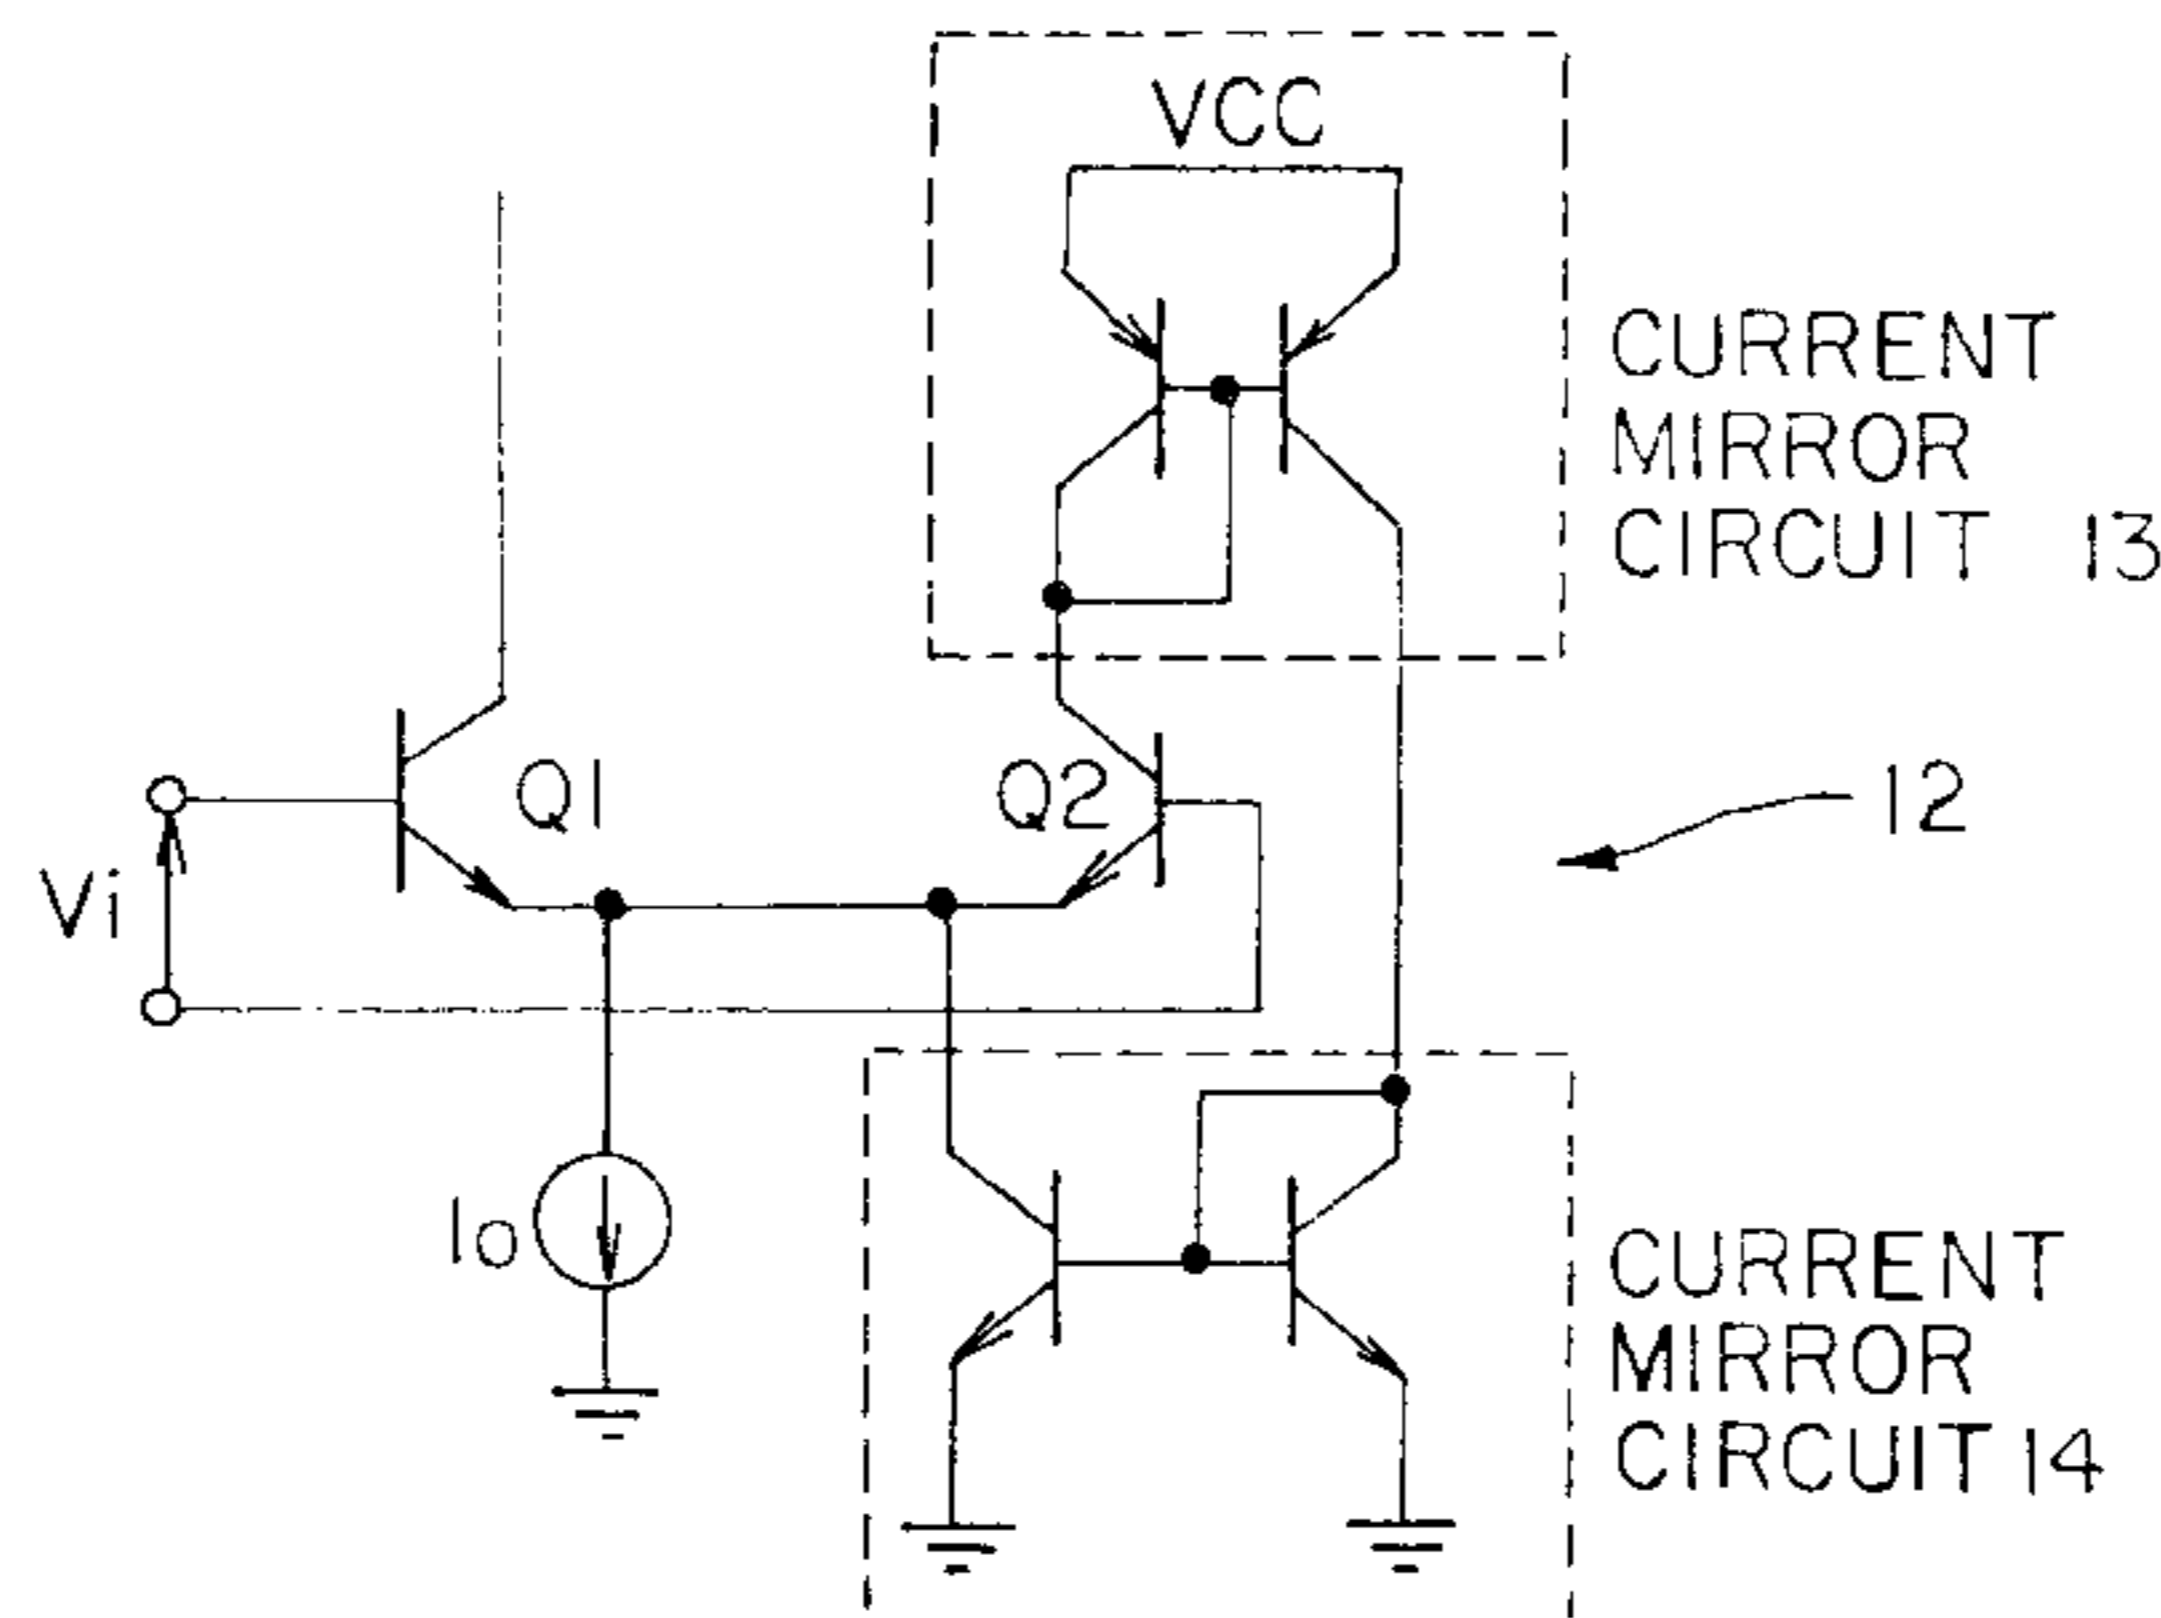 VCC
CURRENT
MIRROR
CIRCUIT 13
Q1
Q2
12
Vi
Io
CURRENT
MIRROR
CIRCUIT 14